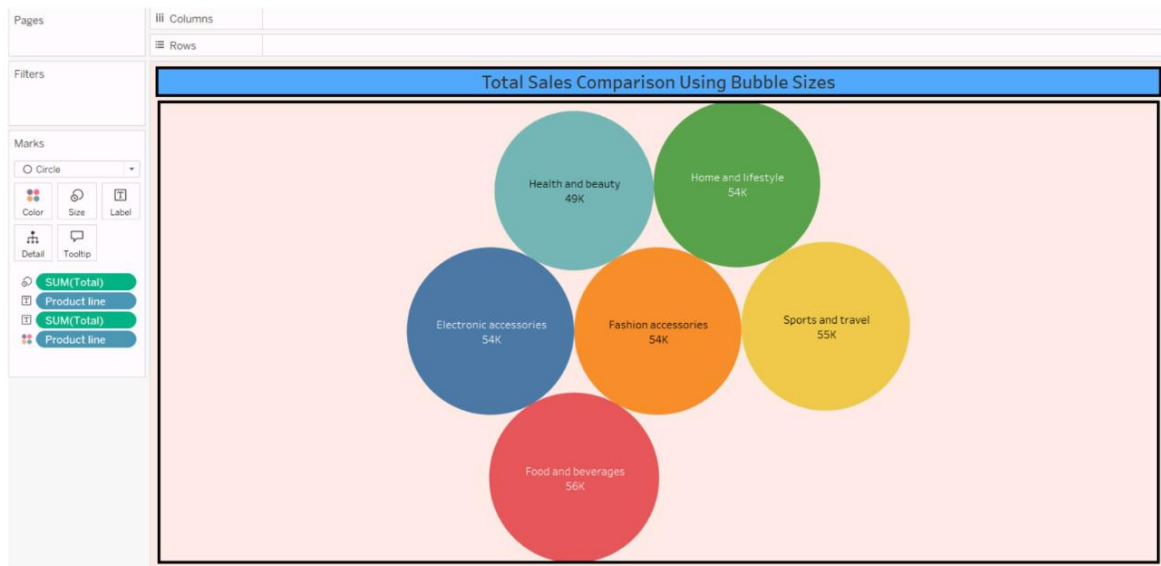 Pages
Columns
Rows
Filters
Total Sales Comparison Using Bubble Sizes
Marks
Circle
Color Size Label
Detail Tooltip
SUM(Total)
Product line
SUM(Total)
Product line
Health and beauty
49K
Home and lifestyle
54K
Electronic accessories
54K
Fashion accessories
54K
Sports and travel
55K
Food and beverages
56K